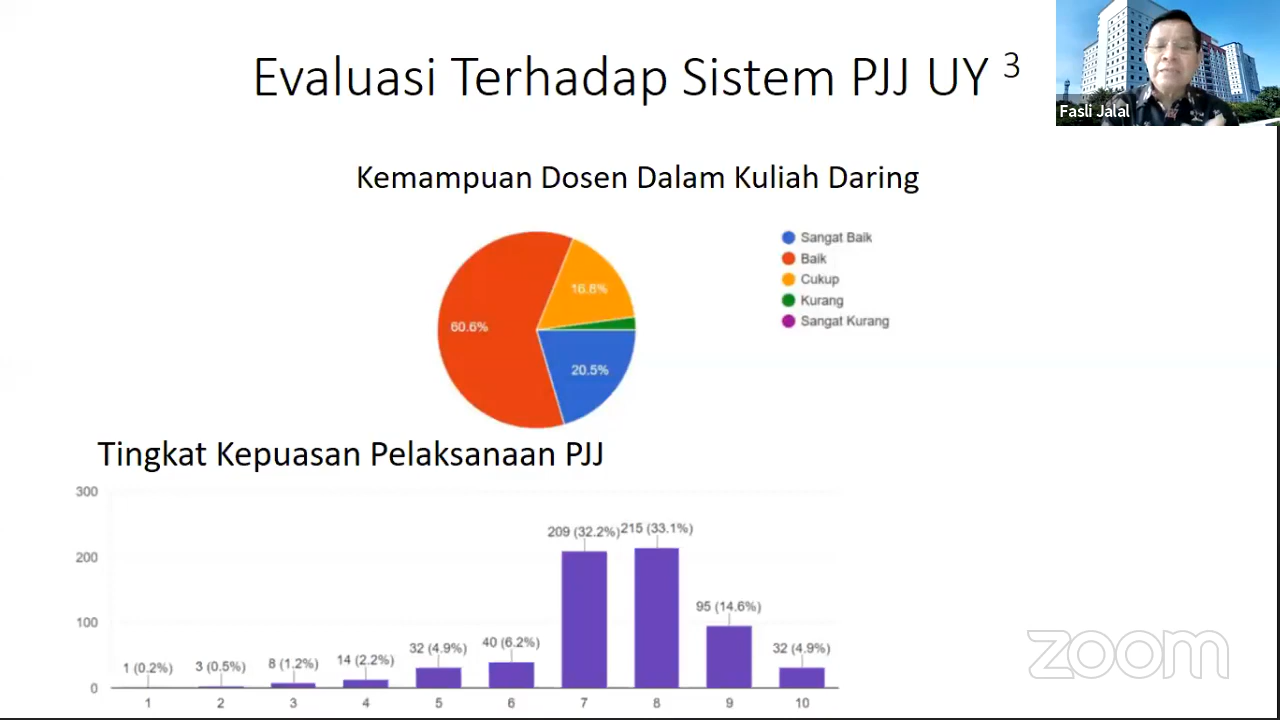 Evaluasi Terhadap Sistem PJJ UY 3
Fasli Jalal
Kemampuan Dosen Dalam Kuliah Daring
Sangat Baik
Baik
Cukup
Kurang
Sangat Kurang
16.8%
60.6%
20.5%
Tingkat Kepuasan Pelaksanaan PJJ
300
200
100
0
1 (0.2%)
3 (0.5%)
8 (1.2%)
14 (2.2%)
32 (4.9%)
40 (6.2%)
209 (32.2%)
215 (33.1%)
95 (14.6%)
32 (4.9%)
1 2 3 4 5 6 7 8 9 10
zoom